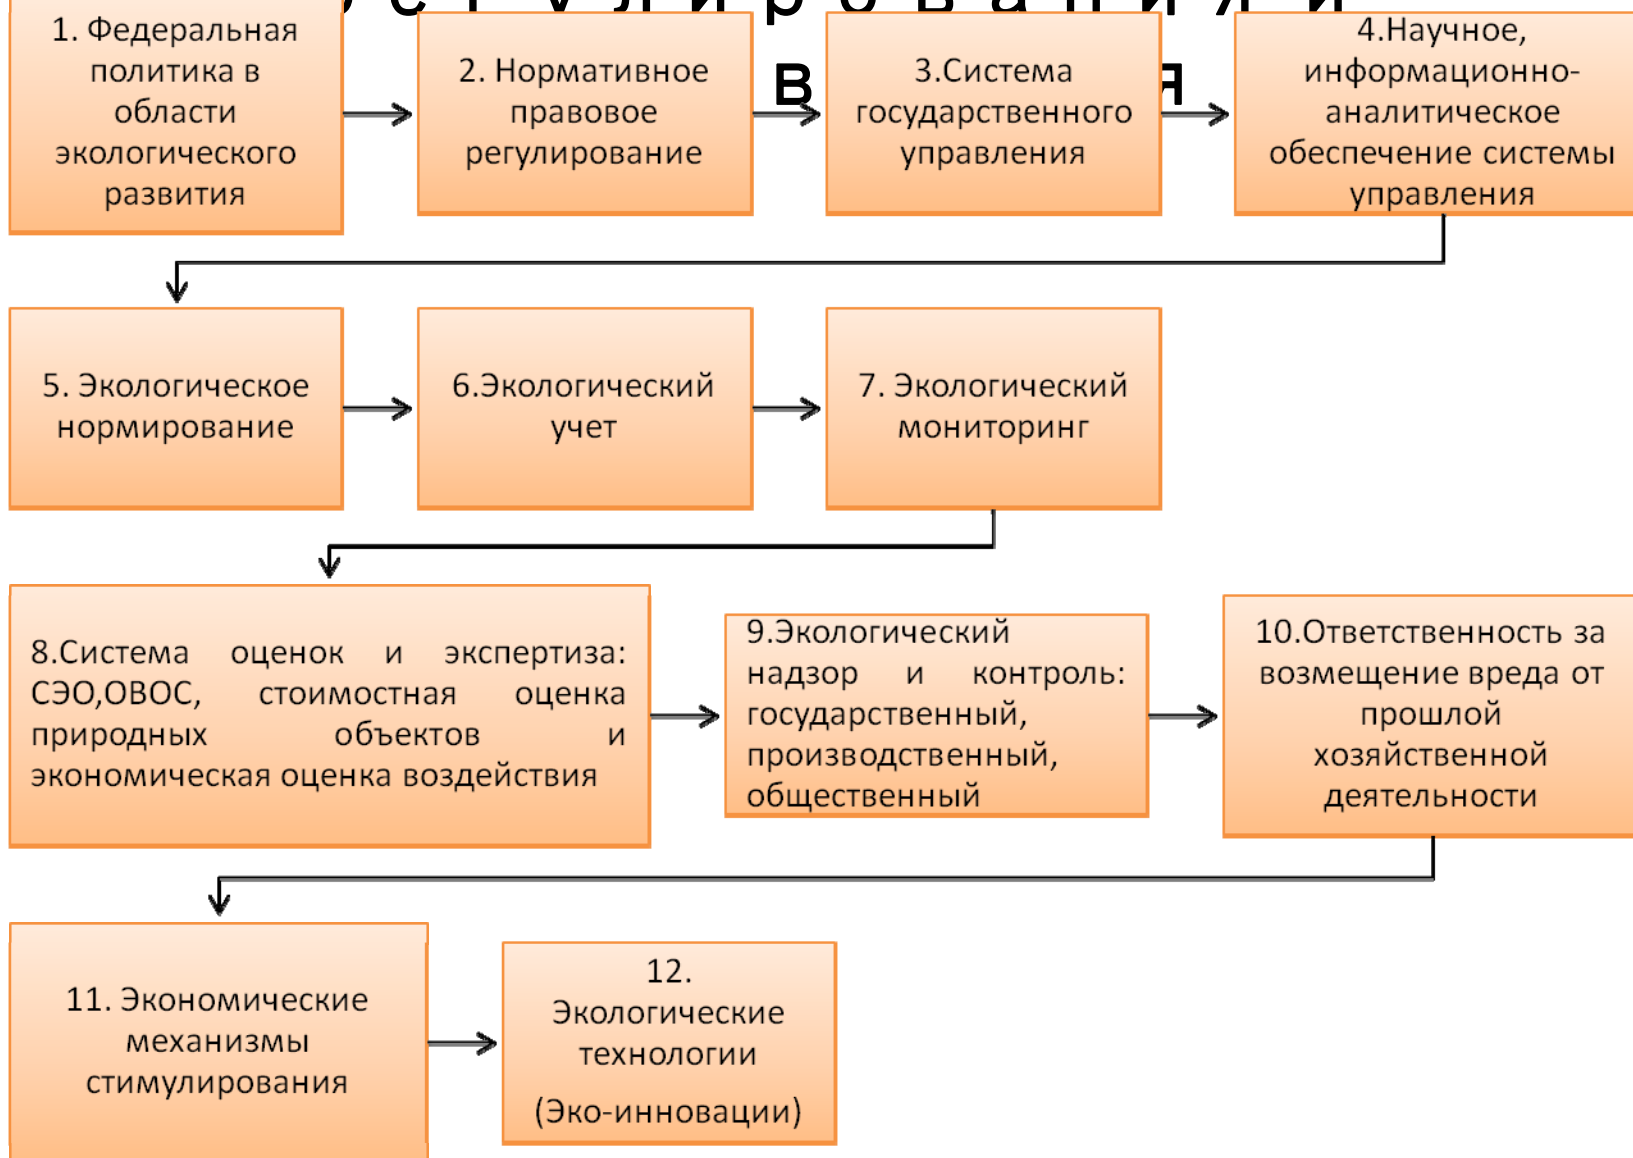 1. Федеральная
политика в
области
экологического
развития
2. Нормативное
правовое
регулирование
3.Система
государственного
управления
4.Научное,
информационно-
аналитическое
обеспечение системы
управления
5. Экологическое
нормирование
6.Экологический
учет
7. Экологический
мониторинг
8.Система оценок и экспертиза:
СЭО,ОВОС, стоимостная оценка
природных объектов и
экономическая оценка воздействия
9.Экологический
надзор и контроль:
государственный,
производственный,
общественный
10.Ответственность за
возмещение вреда от
прошлой
хозяйственной
деятельности
11. Экономические
механизмы
стимулирования
12.
Экологические
технологии
(Эко-инновации)